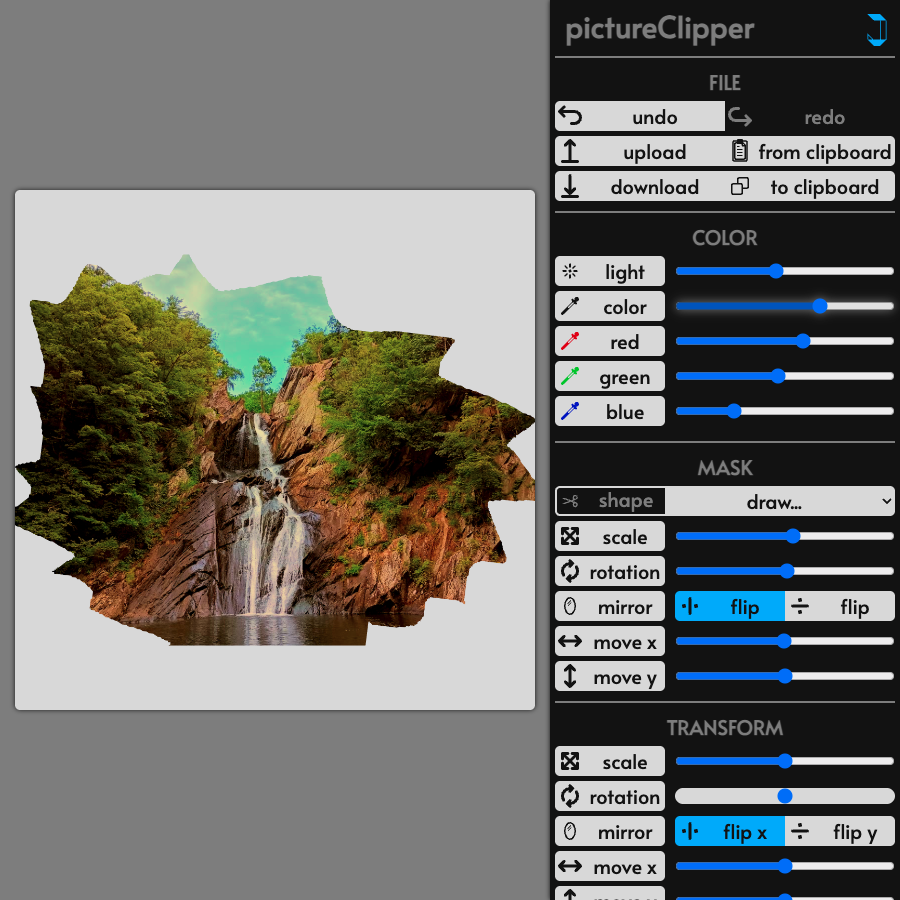 pictureClipper
FILE
undo redo
upload from clipboard
download to clipboard
COLOR
light
color
red
green
blue
MASK
shape draw...
scale
rotation
mirror flip flip
move x
move y
TRANSFORM
scale
rotation
mirror flip x flip y
move x